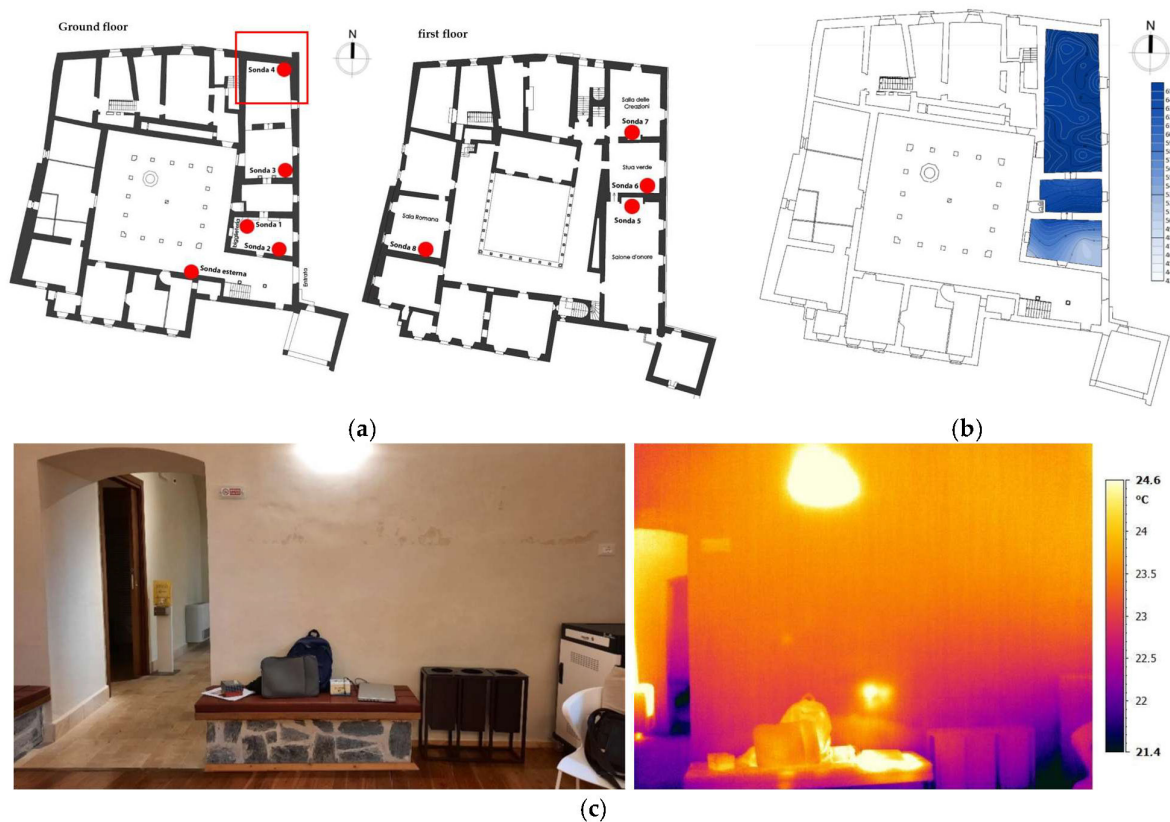 Ground floor
N
Sonda 4
Sonda 3
Sonda 1
Sonda 2
Sonda esterna
Entrata
first floor
Salla delle
Creazioni
Sonda 7
Stua verde
Sonda 6
Sonda 5
Sala Romana
Sonda 8
Salone d'onore
N
(a)
(b)
24.6
°C
24
23.5
23
22.5
22
21.4
(c)